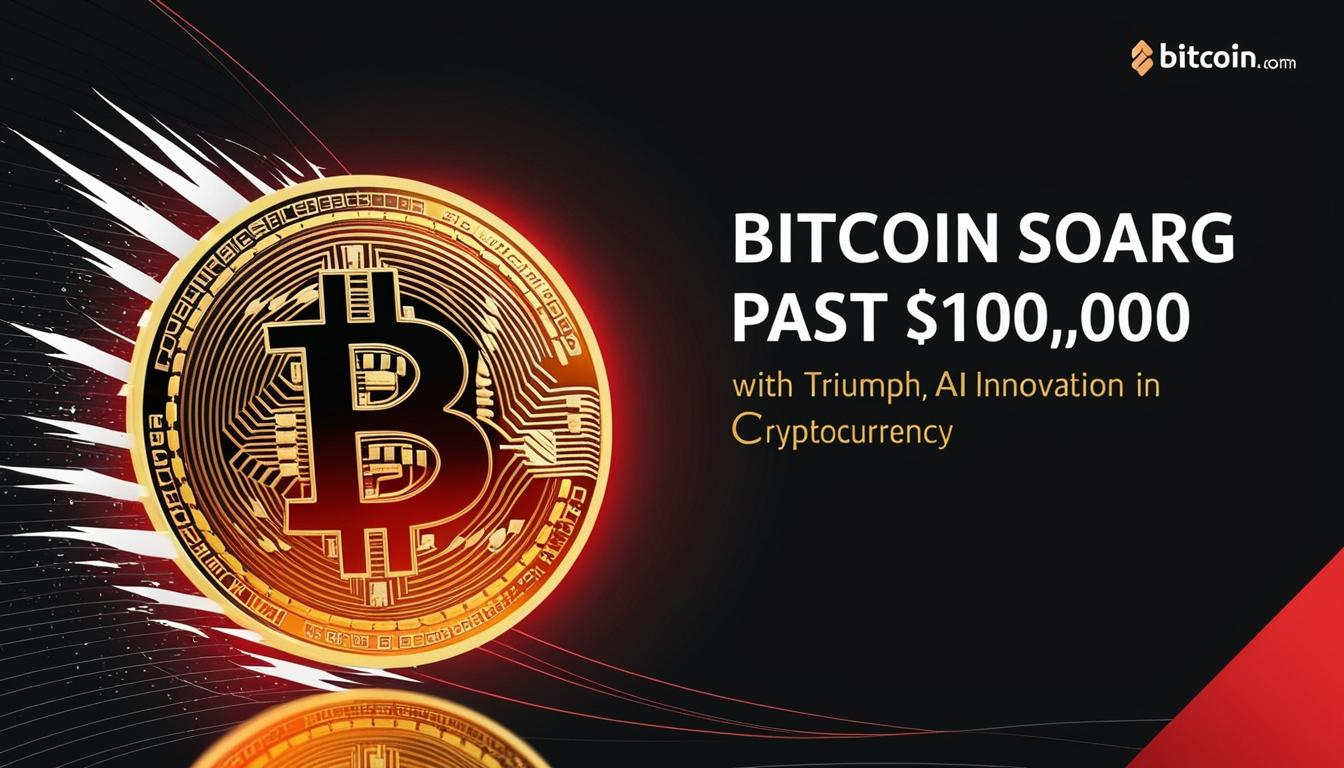 bitcoin.com
BITCOIN SOARG
PAST $100,,000
with Triumph, AI Innovation in
Cryptocurrency